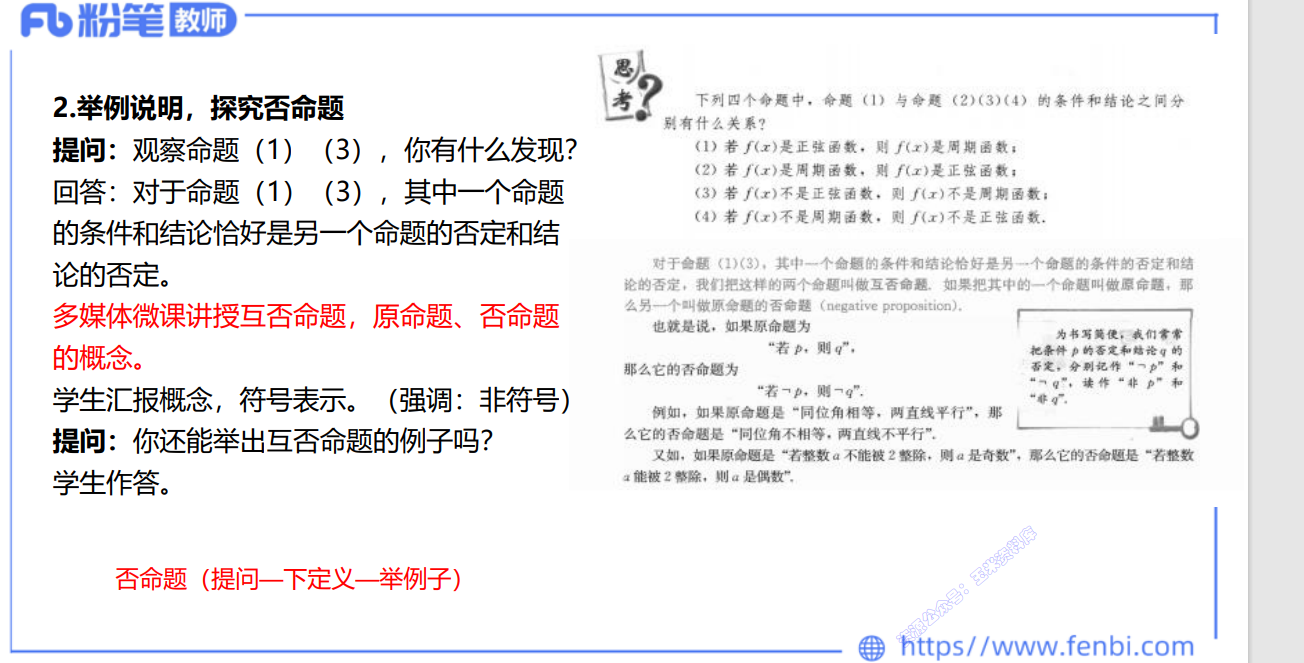 粉笔教师
2.举例说明，探究否命题
提问：观察命题（1）（3），你有什么发现？
回答：对于命题（1）（3），其中一个命题
的条件和结论恰好是另一个命题的否定和结
论的否定。
多媒体微课讲授互否命题，原命题、否命题
的概念。
学生汇报概念，符号表示。（强调：非符号）
提问：你还能举出互否命题的例子吗？
学生作答。
否命题（提问—下定义—举例子）
思考?
下列四个命题中，命题（1）与命题（2）（3）（4）的条件和结论之间分
别有什么关系?
（1）若 f(x)是正弦函数，则 f(x)是周期函数；
（2）若 f(x)是周期函数，则 f(x)是正弦函数；
（3）若 f(x)不是正弦函数，则 f(x)不是周期函数；
（4）若 f(x)不是周期函数，则 f(x)不是正弦函数.
对于命题（1）（3），其中一个命题的条件和结论恰好是另一个命题的条件的否定和结
论的否定，我们把这样的两个命题叫做互否命题. 如果把其中的一个命题叫做原命题，那
么另一个叫做原命题的否命题（negative proposition）.
也就是说，如果原命题为
“若 p，则 q”，
那么它的否命题为
“若¬p，则¬q”.
例如，如果原命题是“同位角相等，两直线平行”，那
么它的否命题是“同位角不相等，两直线不平行”.
又如，如果原命题是“若整数 a 不能被 2 整除，则 a 是奇数”，那么它的否命题是“若整数
a 能被 2 整除，则 a 是偶数”.
为书写简便，我们常常
把条件 p 的否定和结论 q 的
否定，分别记作“¬p”和
“¬q”，读作“非 p”和
“非 q”.
公众号：玉米资料库
https//www.fenbi.com